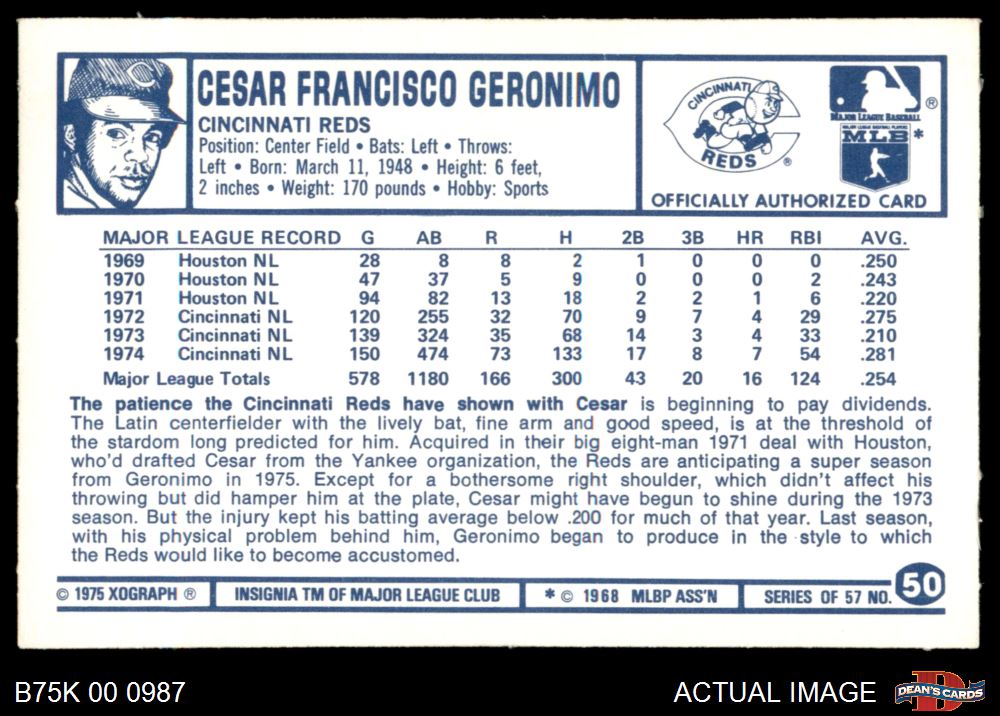 CESAR FRANCISCO GERONIMO
CINCINNATI REDS
Position: Center Field • Bats: Left • Throws:
Left • Born: March 11, 1948 • Height: 6 feet,
2 inches • Weight: 170 pounds • Hobby: Sports
C
CINCINNATI
REDS ®
®
MAJOR LEAGUE BASEBALL
MAJOR LEAGUE BASEBALL PLAYERS
MLB *
OFFICIALLY AUTHORIZED CARD
MAJOR LEAGUE RECORD G AB R H 2B 3B HR RBI AVG.
1969 Houston NL 28 8 8 2 1 0 0 0 .250
1970 Houston NL 47 37 5 9 0 0 0 2 .243
1971 Houston NL 94 82 13 18 2 2 1 6 .220
1972 Cincinnati NL 120 255 32 70 9 7 4 29 .275
1973 Cincinnati NL 139 324 35 68 14 3 4 33 .210
1974 Cincinnati NL 150 474 73 133 17 8 7 54 .281
Major League Totals 578 1180 166 300 43 20 16 124 .254
The patience the Cincinnati Reds have shown with Cesar is beginning to pay dividends.
The Latin centerfielder with the lively bat, fine arm and good speed, is at the threshold of
the stardom long predicted for him. Acquired in their big eight-man 1971 deal with Houston,
who'd drafted Cesar from the Yankee organization, the Reds are anticipating a super season
from Geronimo in 1975. Except for a bothersome right shoulder, which didn't affect his
throwing but did hamper him at the plate, Cesar might have begun to shine during the 1973
season. But the injury kept his batting average below .200 for much of that year. Last season,
with his physical problem behind him, Geronimo began to produce in the style to which
the Reds would like to become accustomed.
© 1975 XOGRAPH ® INSIGNIA TM OF MAJOR LEAGUE CLUB * © 1968 MLBP ASS'N SERIES OF 57 NO. 50
B75K 00 0987 ACTUAL IMAGE D DEAN'S CARDS